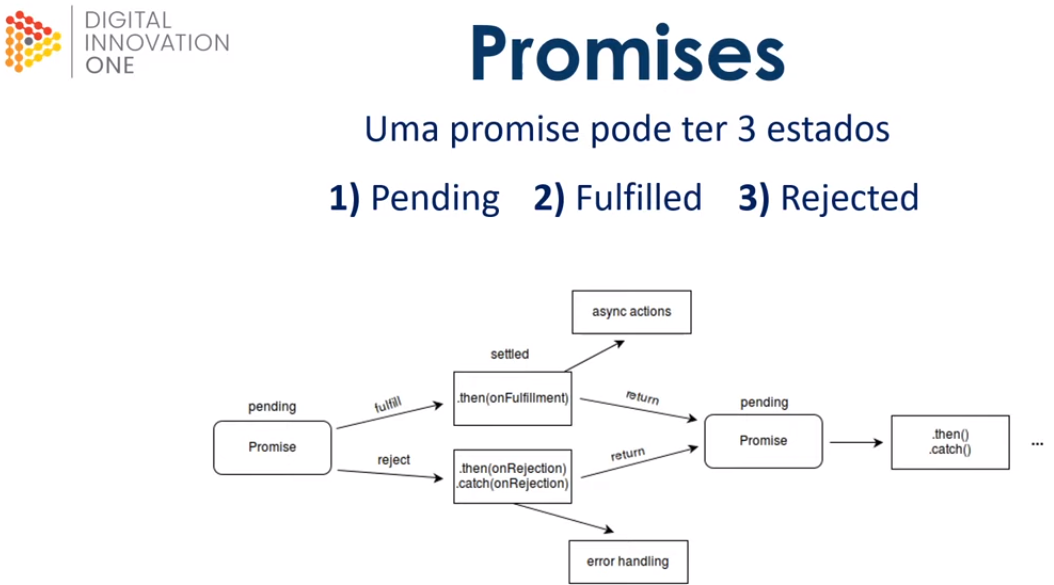 DIGITAL
INNOVATION
ONE
Promises
Uma promise pode ter 3 estados
1) Pending 2) Fulfilled 3) Rejected
async actions
settled
pending
fulfill
.then(onFulfillment)
return
pending
Promise
reject
.then(onRejection)
.catch(onRejection)
return
Promise
.then()
.catch()
...
error handling